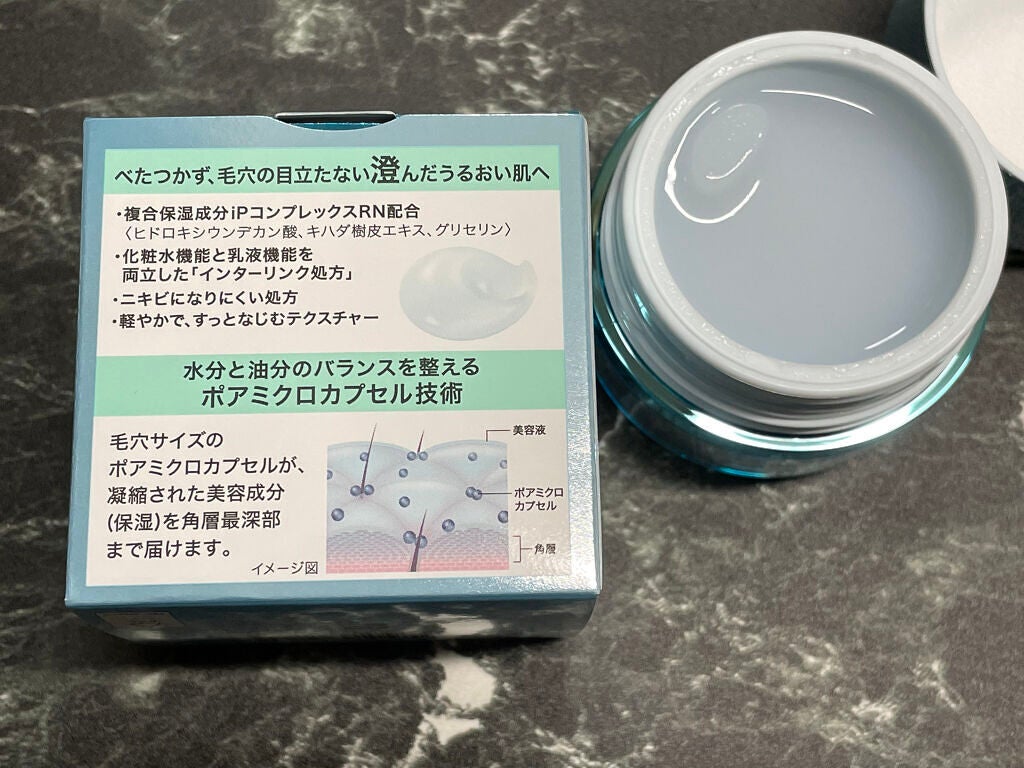 べたつかず、毛穴の目立たない澄んだうるおい肌へ
・複合保湿成分iPコンプレックスRN配合
〈ヒドロキシウンデカン酸、キハダ樹皮エキス、グリセリン〉
・化粧水機能と乳液機能を
両立した「インターリンク処方」
・ニキビになりにくい処方
・軽やかで、すっとなじむテクスチャー
水分と油分のバランスを整える
ポアミクロカプセル技術
毛穴サイズの
ポアミクロカプセルが、
凝縮された美容成分
(保湿)を角層最深部
まで届けます。
イメージ図
美容液
ポアミクロ
カプセル
角層